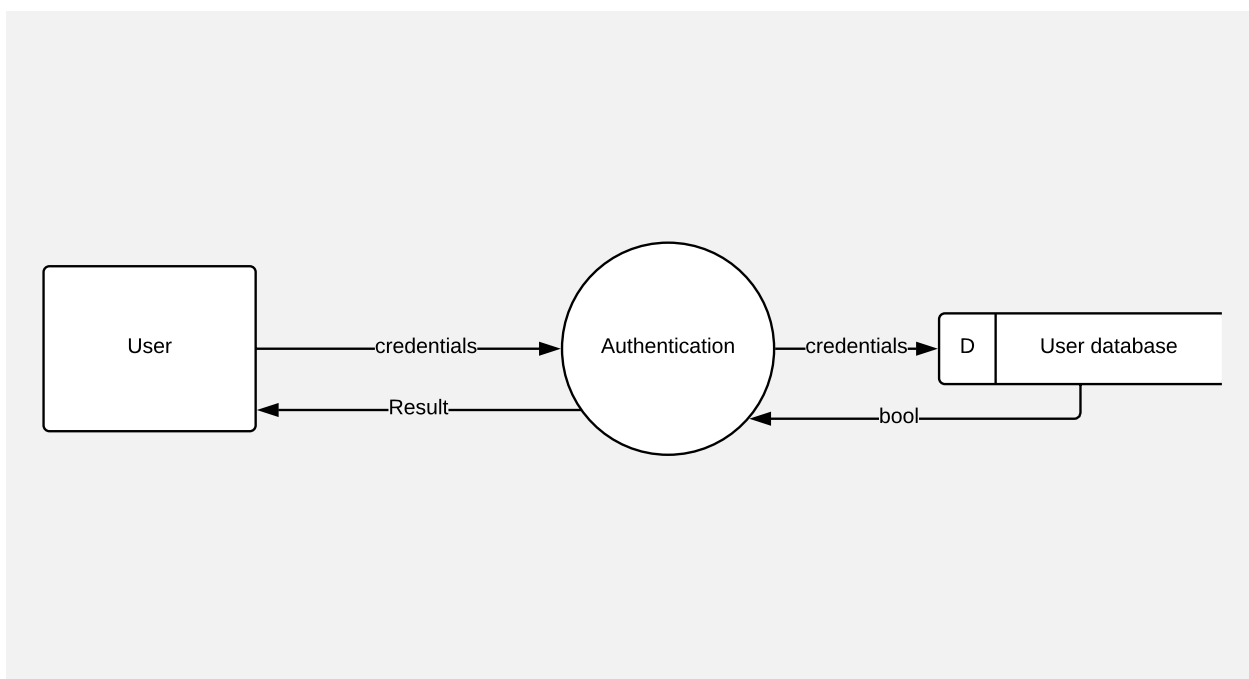 User
credentials
Authentication
credentials
D
User database
Result
bool